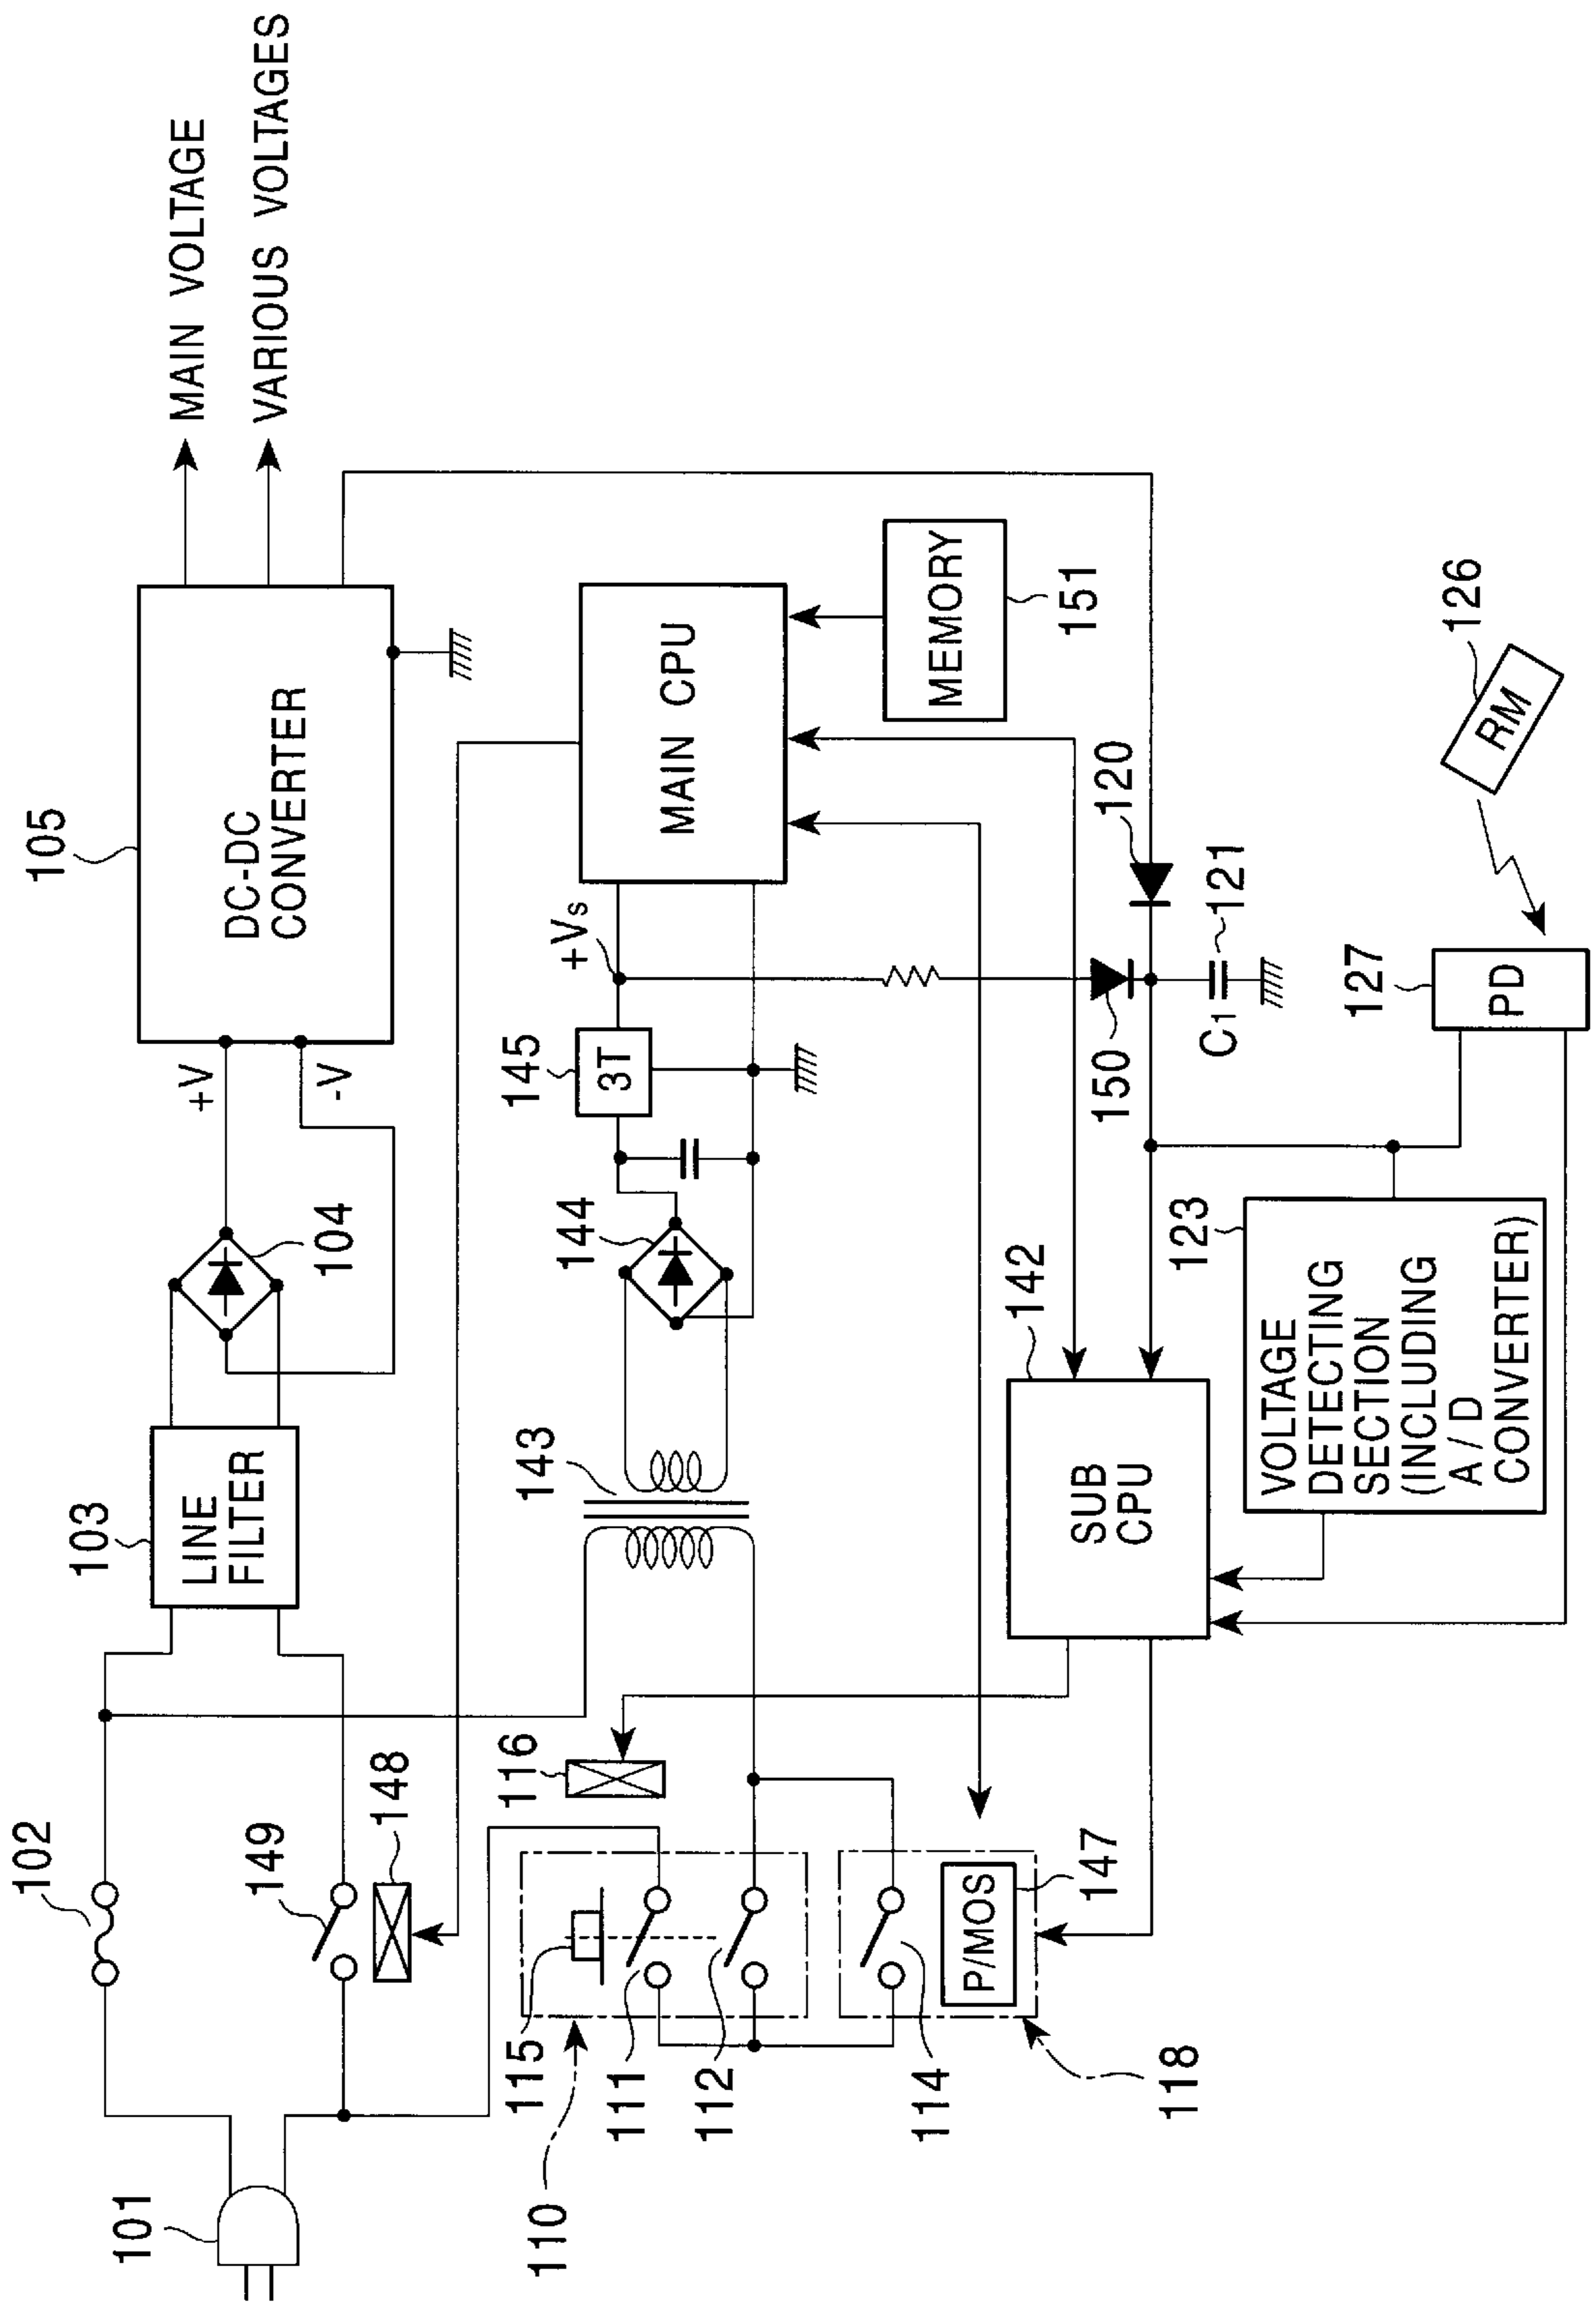 MAIN VOLTAGE
VARIOUS VOLTAGES
105
DC-DC
CONVERTER
+V
-V
104
103
LINE
FILTER
102
149
148
101
MAIN CPU
MEMORY
151
+Vs
145
3T
144
143
116
115
111
112
110
114
P/MOS
147
118
120
121
C1
150
126
RM
127
PD
142
SUB
CPU
123
VOLTAGE
DETECTING
SECTION
(INCLUDING
A/D
CONVERTER)